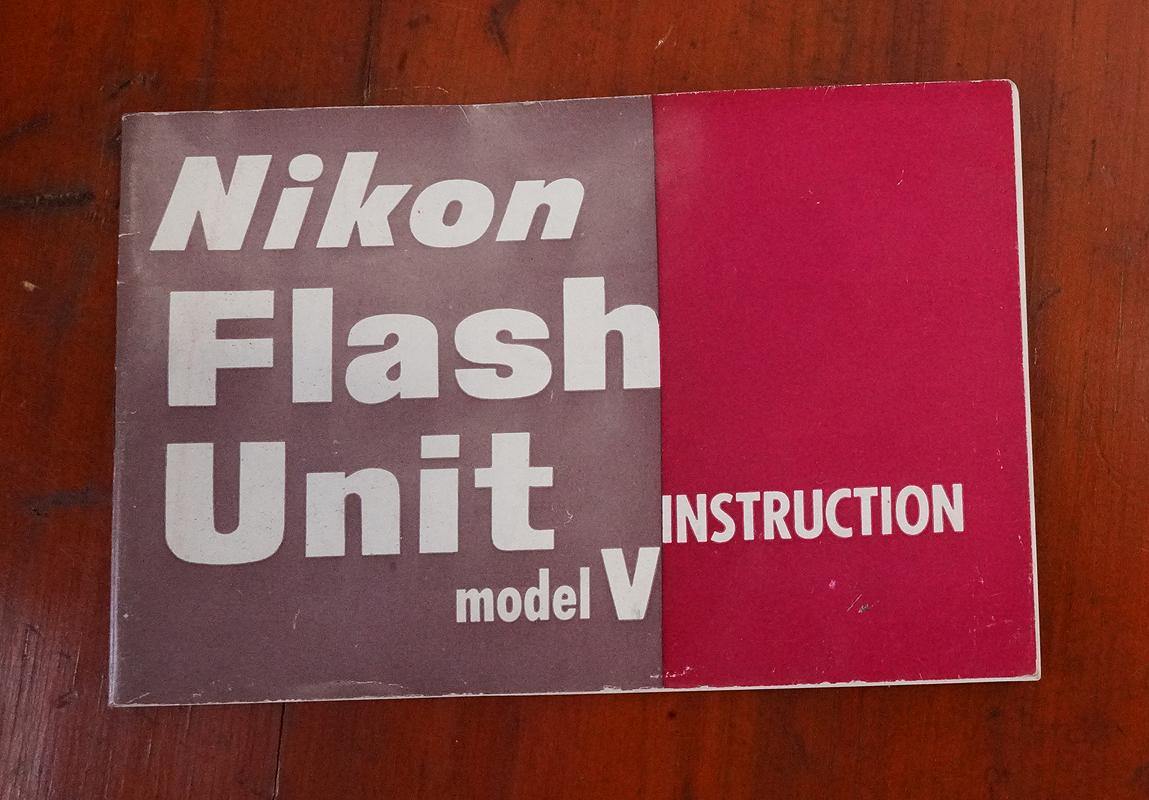 Nikon
Flash
Unit
model V
INSTRUCTION